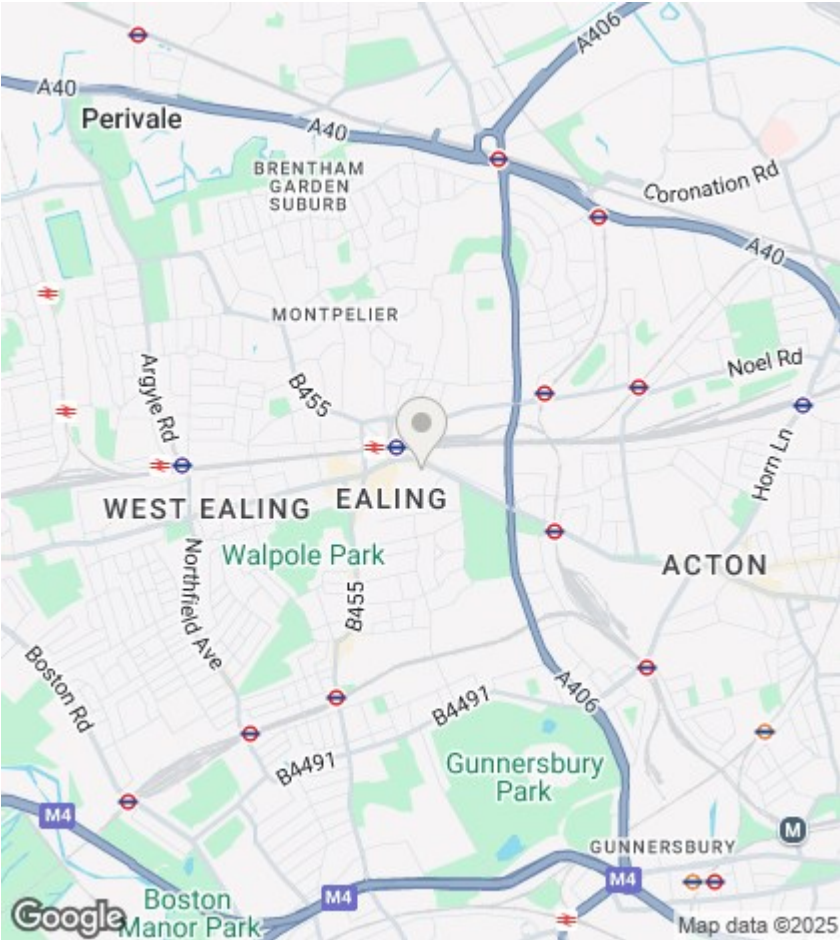 A406
A40
Perivale
A40
BRENTHAM
GARDEN
SUBURB
Coronation Rd
A40
MONTPELIER
Noel Rd
Argyle Rd
B455
Horn Ln
WEST EALING
EALING
Walpole Park
ACTON
Northfield Ave
B455
Boston Rd
A406
B4491
B4491
Gunnersbury
Park
M4
M
GUNNERSBURY
M4
M4
Boston
Manor Park
Google
Map data ©2025